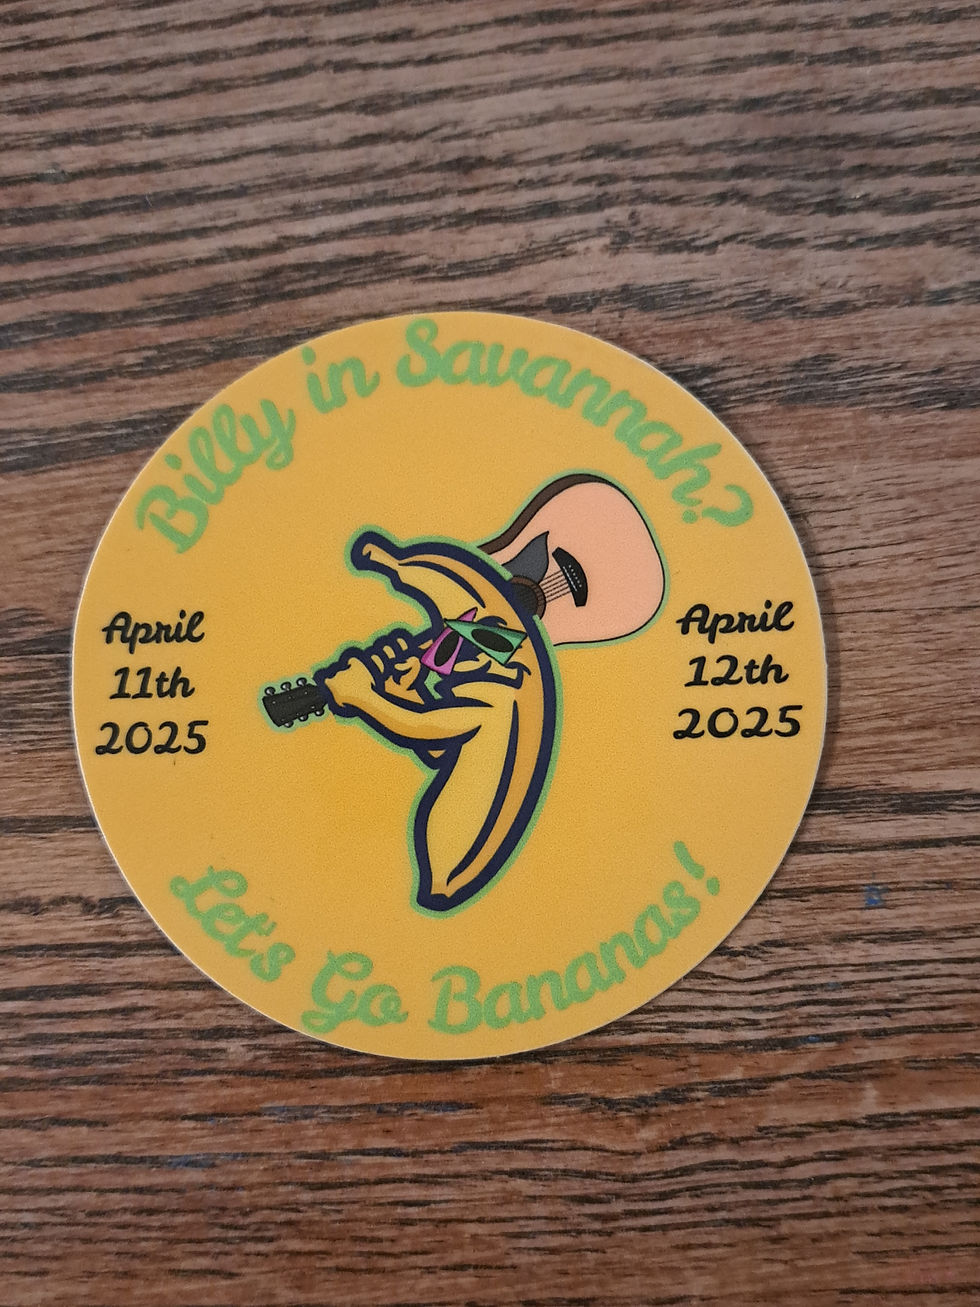 Billy in Savannah?
April
11th
2025
April
12th
2025
Let's Go Bananas!